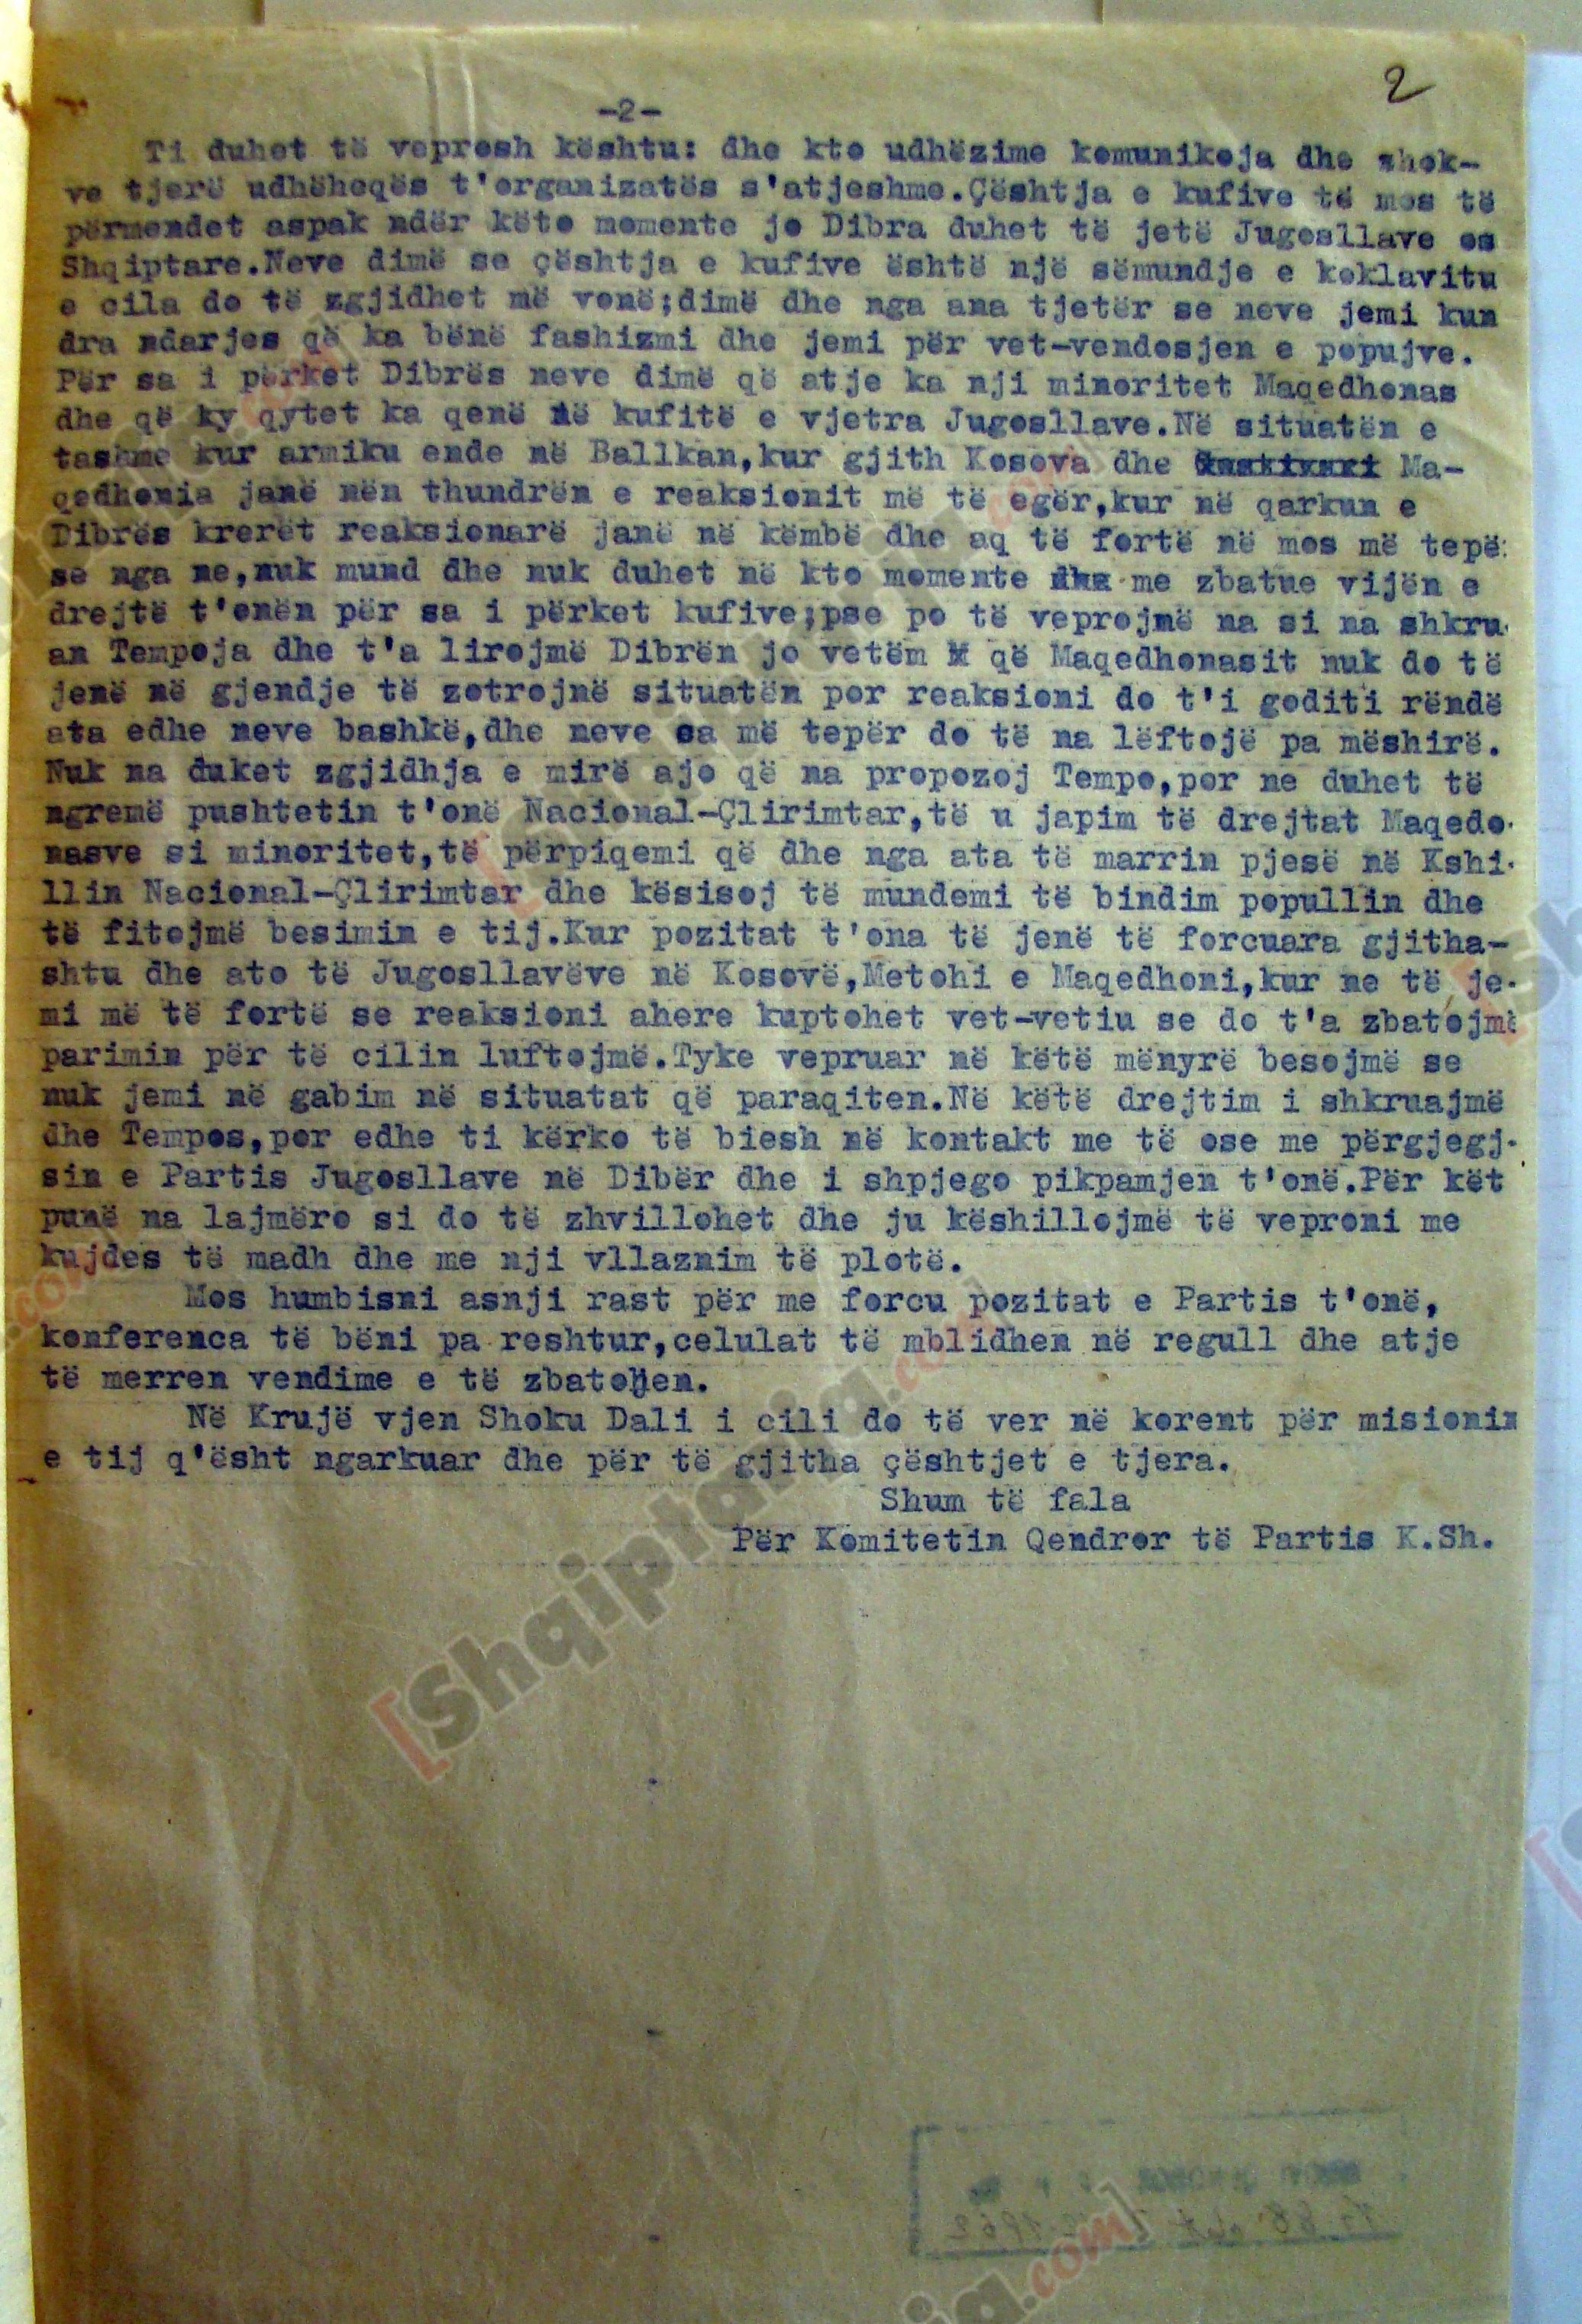 2
-2-
Ti duhet të veprosh kështu: dhe kto udhëzime komunikoja dhe shok-
ve tjerë udhëheqës t'organizatës s'atjeshme.Çështja e kufive të mos të
përmendet aspak ndër këto momente jo Dibra duhet të jetë Jugosllave os
Shqiptare.Neve dimë se çështja e kufive është një sëmundje e koklavitu
e cila do të zgjidhet më vonë;dimë dhe nga ana tjetër se neve jemi kun
dra ndarjes që ka bënë fashizmi dhe jemi për vet-vendosjen e popujve.
Për sa i përket Dibrës neve dimë që atje ka nji minoritet Maqedhonas
dhe që ky qytet ka qenë në kufitë e vjetra Jugosllave.Në situatën e
tashme kur armiku ende në Ballkan,kur gjith Kosova dhe Ma-
qedhonia janë nën thundrën e reaksionit më të egër,kur në qarkun e
Dibrës krerët reaksionarë janë në këmbë dhe aq të fortë në mos më tepë
se nga ne,nuk mund dhe nuk duhet në kto momente me zbatue vijën e
drejtë t'onën për sa i përket kufive;pse po të veprojmë na si na shkru
an Tempoja dhe t'a lirojmë Dibrën jo vetëm që Maqedhonasit nuk do të
jenë në gjendje të zotrojnë situatën por reaksioni do t'i goditi rëndë
ata edhe neve bashkë,dhe neve sa më tepër do të na lëftojë pa mëshirë.
Nuk na duket zgjidhja e mirë ajo që na propozoj Tempo,por ne duhet të
ngremë pushtetin t'onë Nacional-Çlirimtar,të u japim të drejtat Maqedo
nasve si minoritet,të përpiqemi që dhe nga ata të marrin pjesë në Kshi
llin Nacional-Çlirimtar dhe kësisoj të mundemi të bindim popullin dhe
të fitojmë besimin e tij.Kur pozitat t'ona të jenë të forcuara gjitha-
shtu dhe ato të Jugosllavëve në Kosovë,Metohi e Maqedhoni,kur ne të je
mi më të fortë se reaksioni ahere kuptohet vet-vetiu se do t'a zbatojmë
parimin për të cilin luftojmë.Tyke vepruar në këtë mënyrë besojmë se
nuk jemi në gabim në situatat që paraqiten.Në këtë drejtim i shkruajmë
dhe Tempos,por edhe ti kërko të biesh në kontakt me të ose me përgjegj
sin e Partis Jugosllave në Dibër dhe i shpjego pikpamjen t'onë.Për kët
punë na lajmëro si do të zhvillohet dhe ju këshillojmë të veproni me
kujdes të madh dhe me nji vllaznim të plotë.
Mos humbisni asnji rast për me forcu pozitat e Partis t'onë,
konferenca të bëni pa reshtur,celulat të mblidhen në regull dhe atje
të merren vendime e të zbatohen.
Në Krujë vjen Shoku Dali i cili do të ver në korent për misionin
e tij q'ësht ngarkuar dhe për të gjitha çështjet e tjera.
Shum të fala
Për Komitetin Qendror të Partis K.Sh.
[Shqiptarja.com]